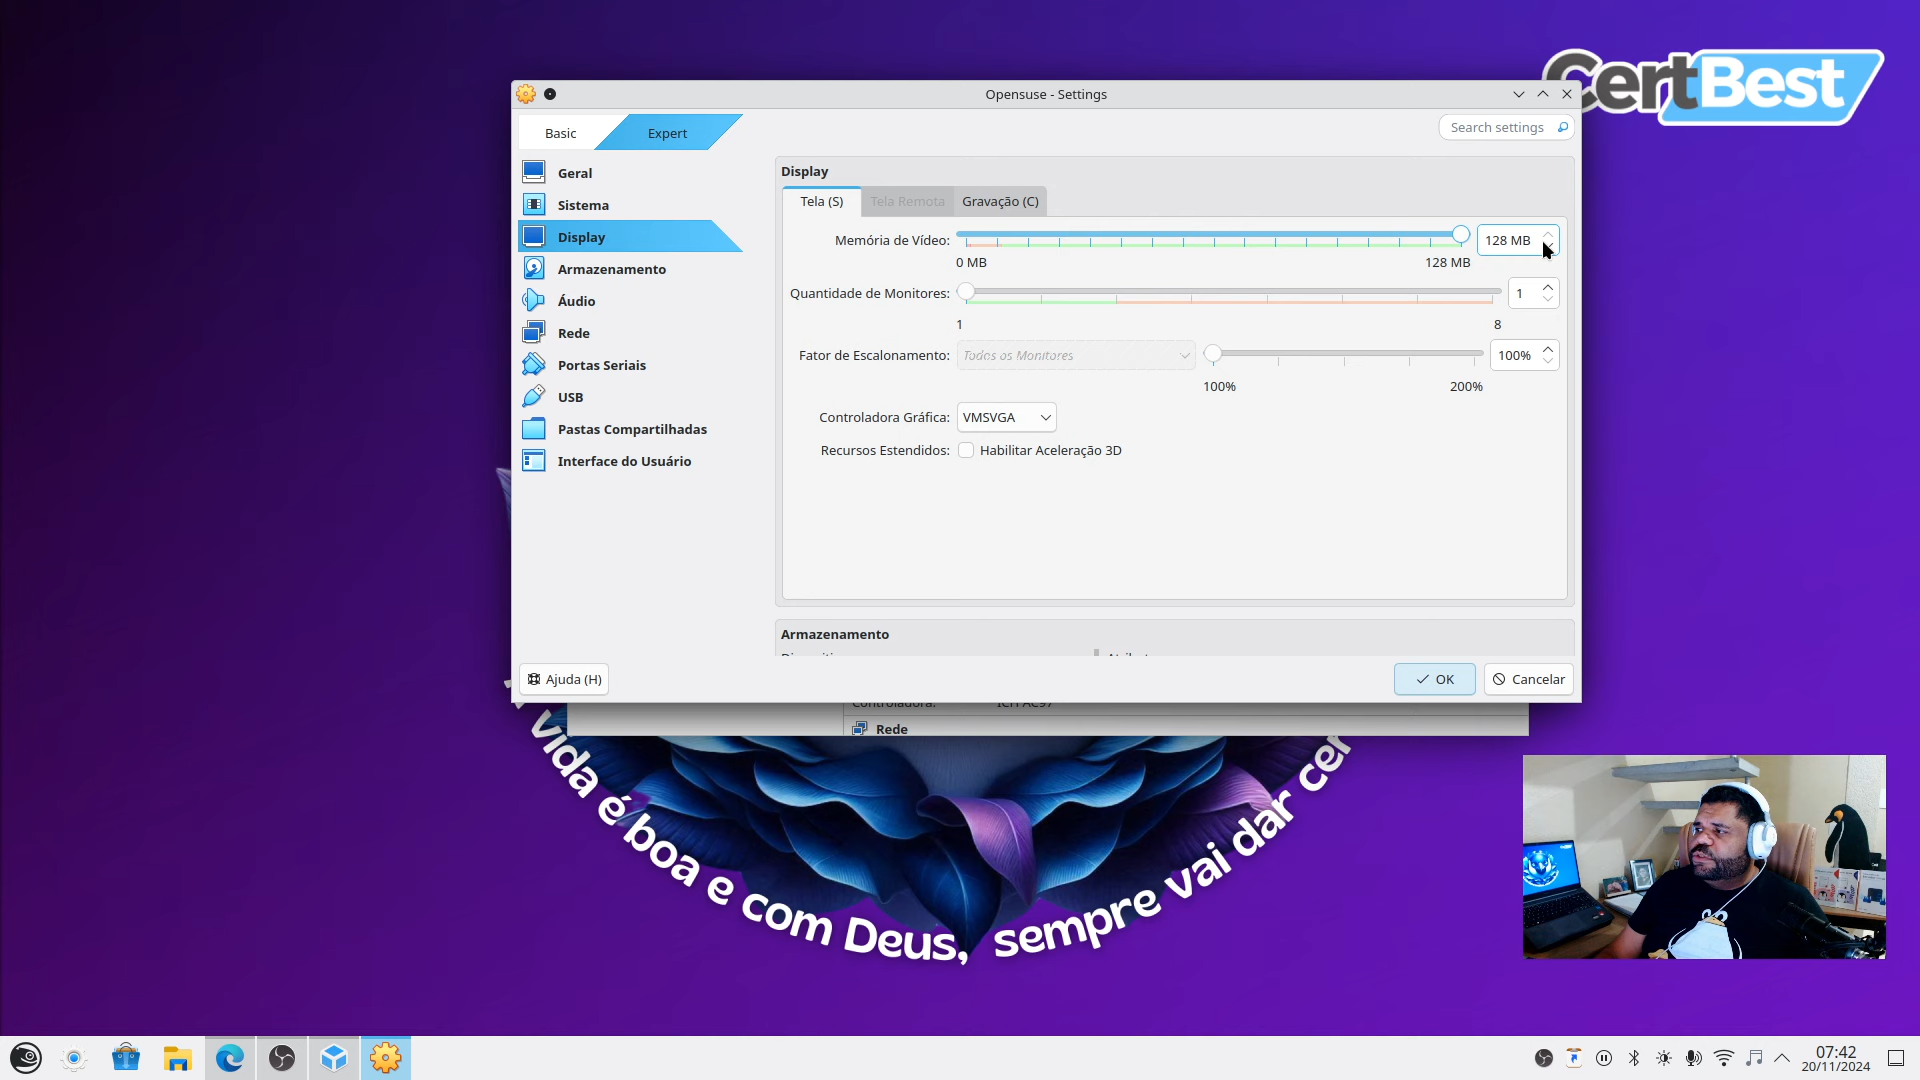 CertBest
Opensuse - Settings
Basic
Expert
Search settings
Geral
Sistema
Display
Armazenamento
Áudio
Rede
Portas Seriais
USB
Pastas Compartilhadas
Interface do Usuário
Display
Tela (S)
Tela Remota
Gravação (C)
Memória de Vídeo:
128 MB
0 MB
128 MB
Quantidade de Monitores:
1
1
8
Fator de Escalonamento:
Todos os Monitores
100%
100%
200%
Controladora Gráfica:
VMSVGA
Recursos Estendidos:
Habilitar Aceleração 3D
Armazenamento
Ajuda (H)
OK
Cancelar
Rede
vida é boa e com Deus, sempre vai dar
07:42
20/11/2024